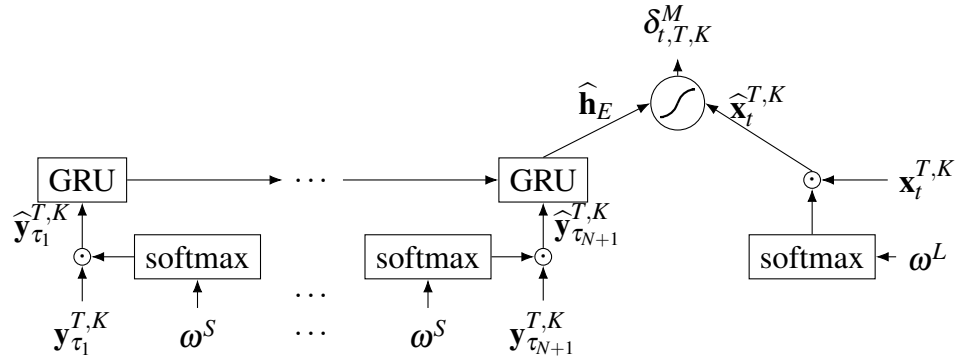 δ^M_{t,T,K}
ĥ_E
x̂_t^{T,K}
GRU ··· GRU x_t^{T,K}
ŷ_{τ_1}^{T,K} ŷ_{τ_{N+1}}^{T,K}
softmax softmax softmax ω^L
···
y_{τ_1}^{T,K} ω^S ··· ω^S y_{τ_{N+1}}^{T,K}